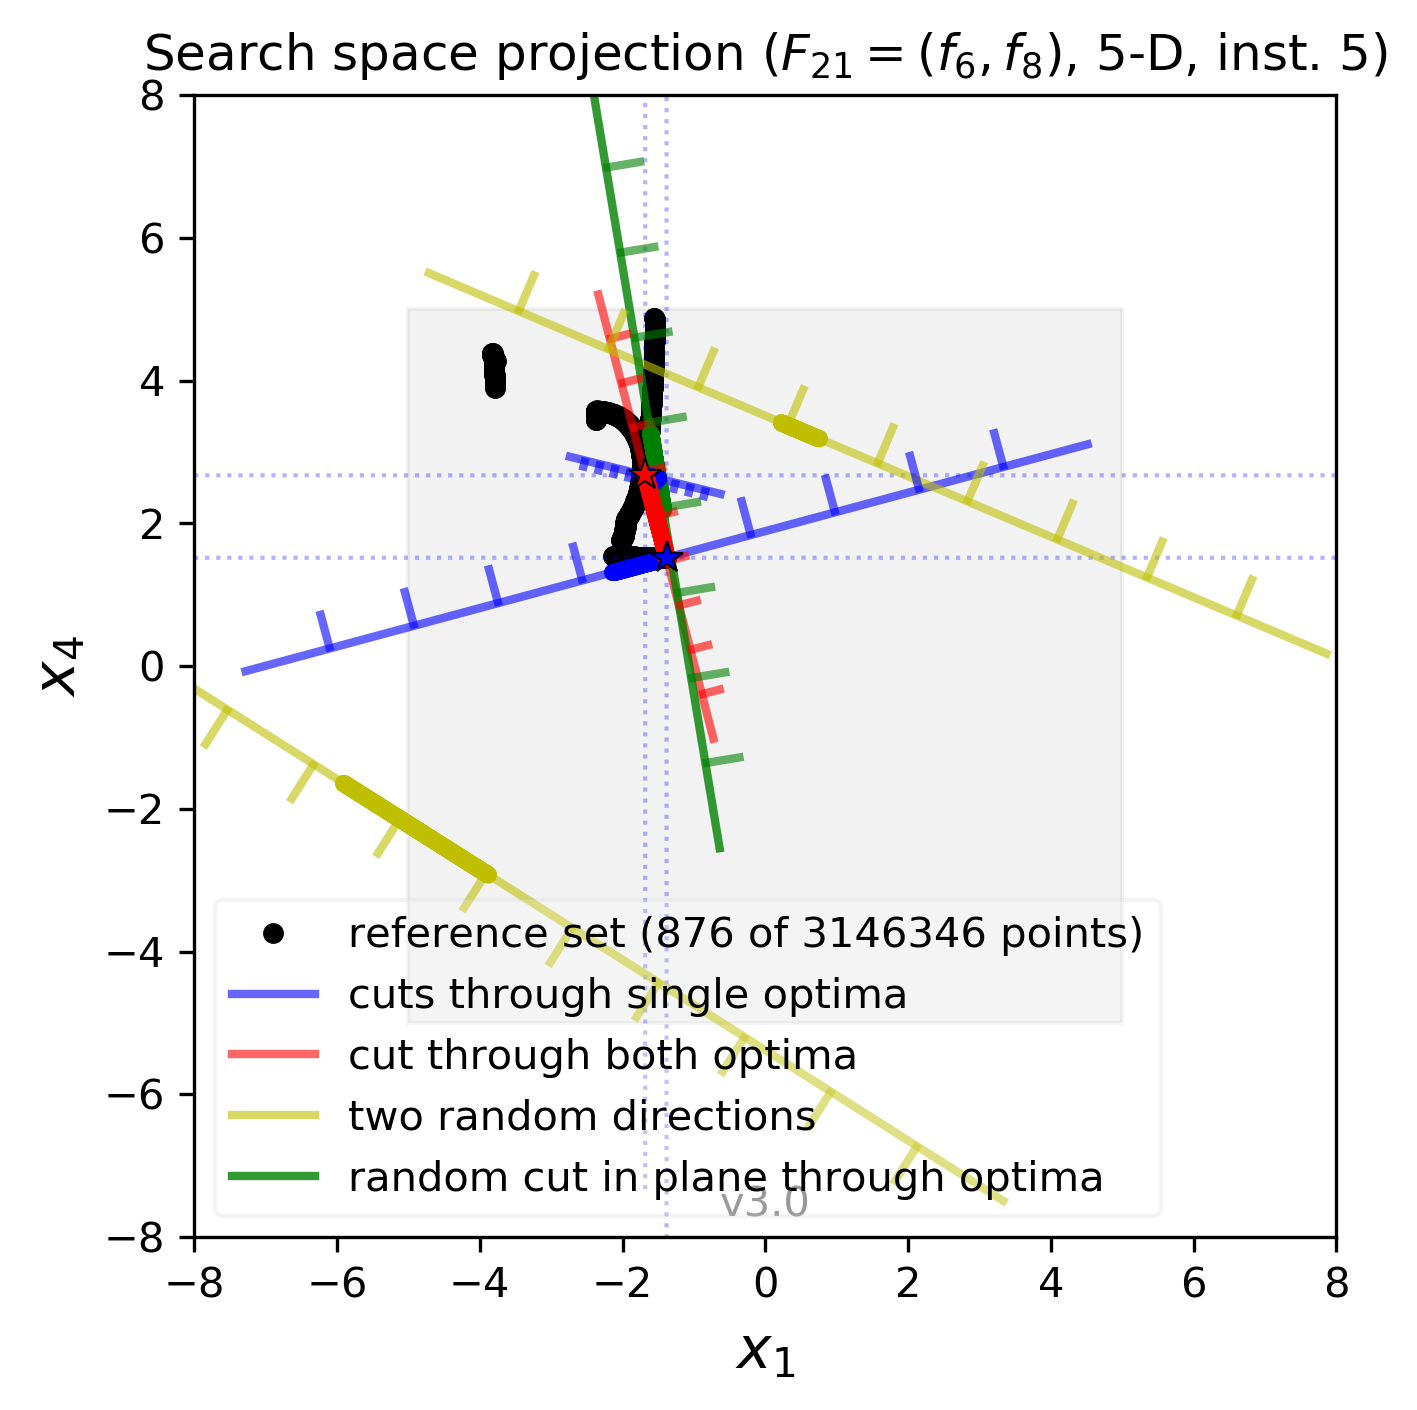 Search space projection (F₂₁ = (f₆, f₈), 5-D, inst. 5)
8
6
4
2
0
−2
−4
−6
−8
x₄
reference set (876 of 3146346 points)
cuts through single optima
cut through both optima
two random directions
random cut in plane through optima
v3.0
−8 −6 −4 −2 0 2 4 6 8
x₁